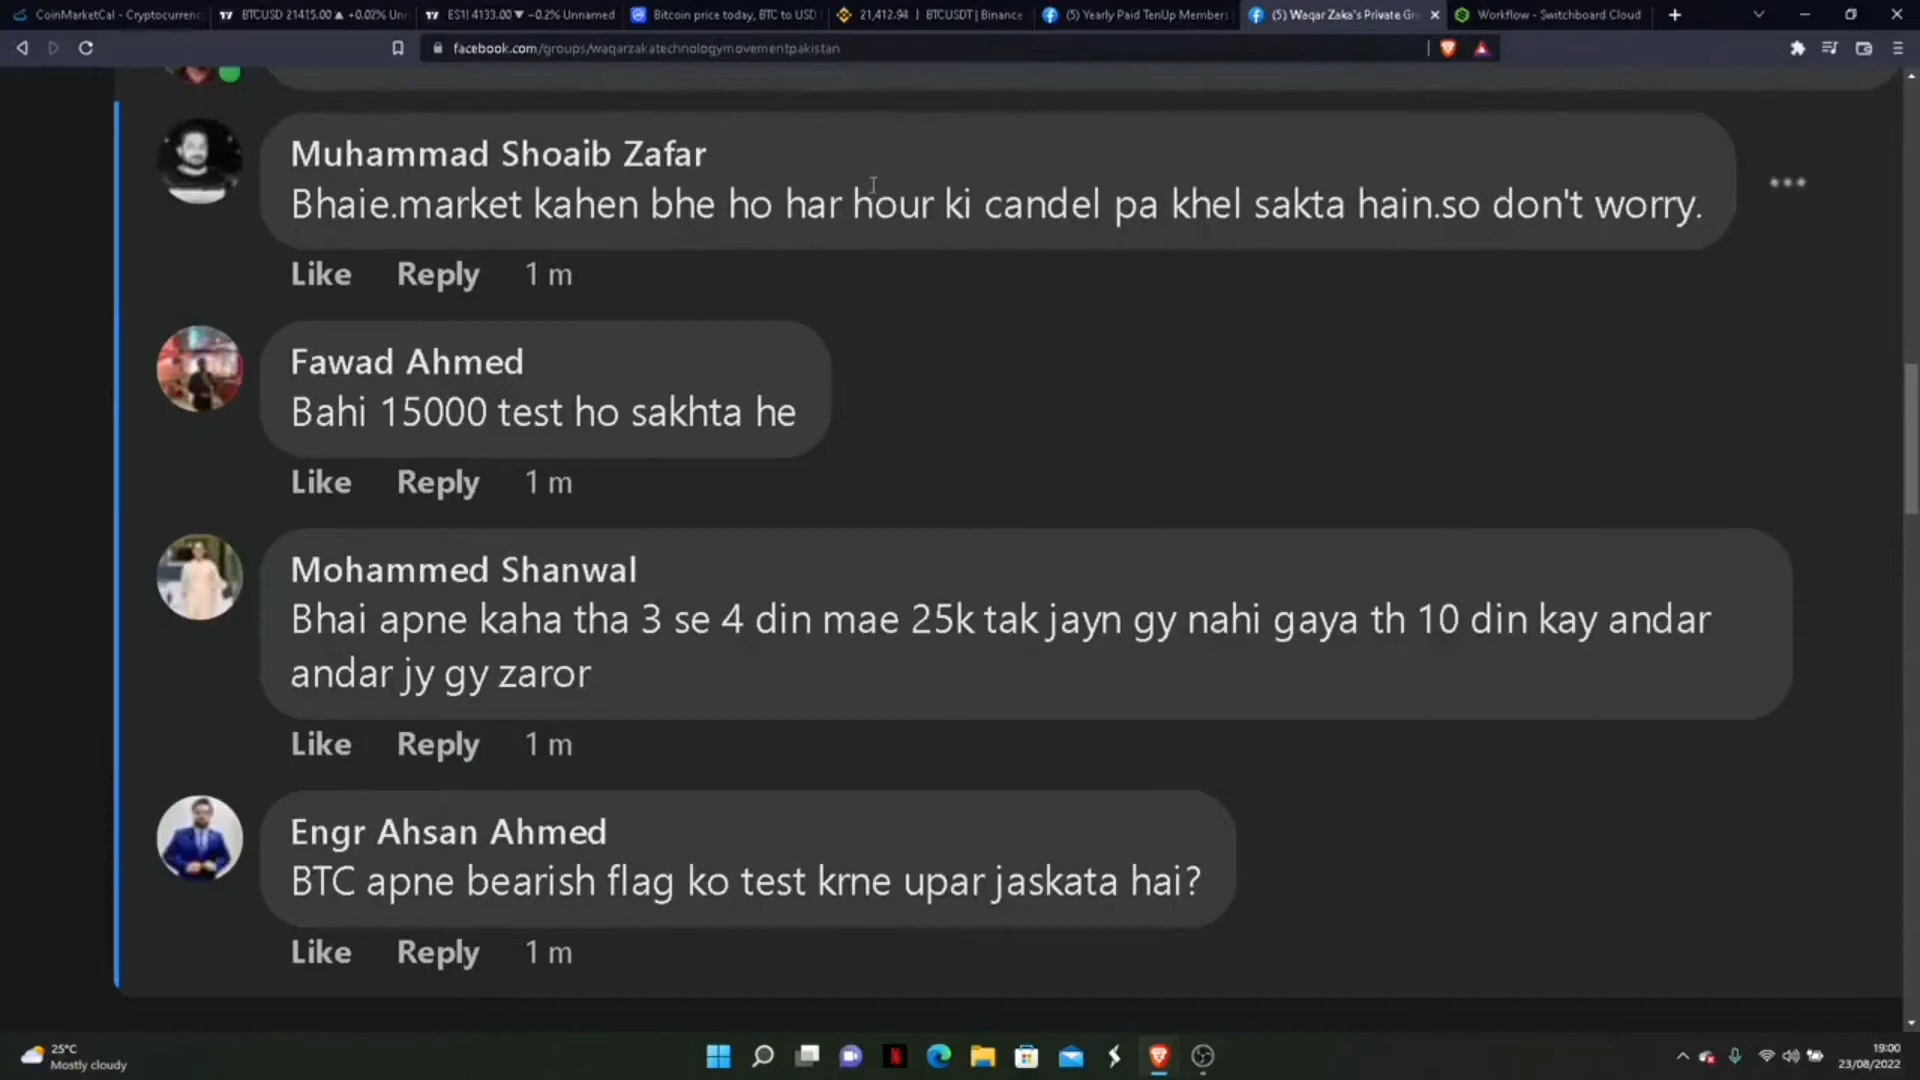 CoinMarketCal - Cryptocurrenc
BTCUSD 21415.00 ▲ +0.02% Unr
ES1! 4133.00 ▼ −0.2% Unnamed
Bitcoin price today, BTC to USD
21,412.94 | BTCUSDT | Binance
(5) Yearly Paid TenUp Members
(5) Waqar Zaka's Private Gro
Workflow - Switchboard Cloud
facebook.com/groups/waqarzakatechnologymovementpakistan
Muhammad Shoaib Zafar
Bhaie.market kahen bhe ho har hour ki candel pa khel sakta hain.so don't worry.
Like Reply 1 m
Fawad Ahmed
Bahi 15000 test ho sakhta he
Like Reply 1 m
Mohammed Shanwal
Bhai apne kaha tha 3 se 4 din mae 25k tak jayn gy nahi gaya th 10 din kay andar
andar jy gy zaror
Like Reply 1 m
Engr Ahsan Ahmed
BTC apne bearish flag ko test krne upar jaskata hai?
Like Reply 1 m
25°C
Mostly cloudy
19:00
23/08/2022